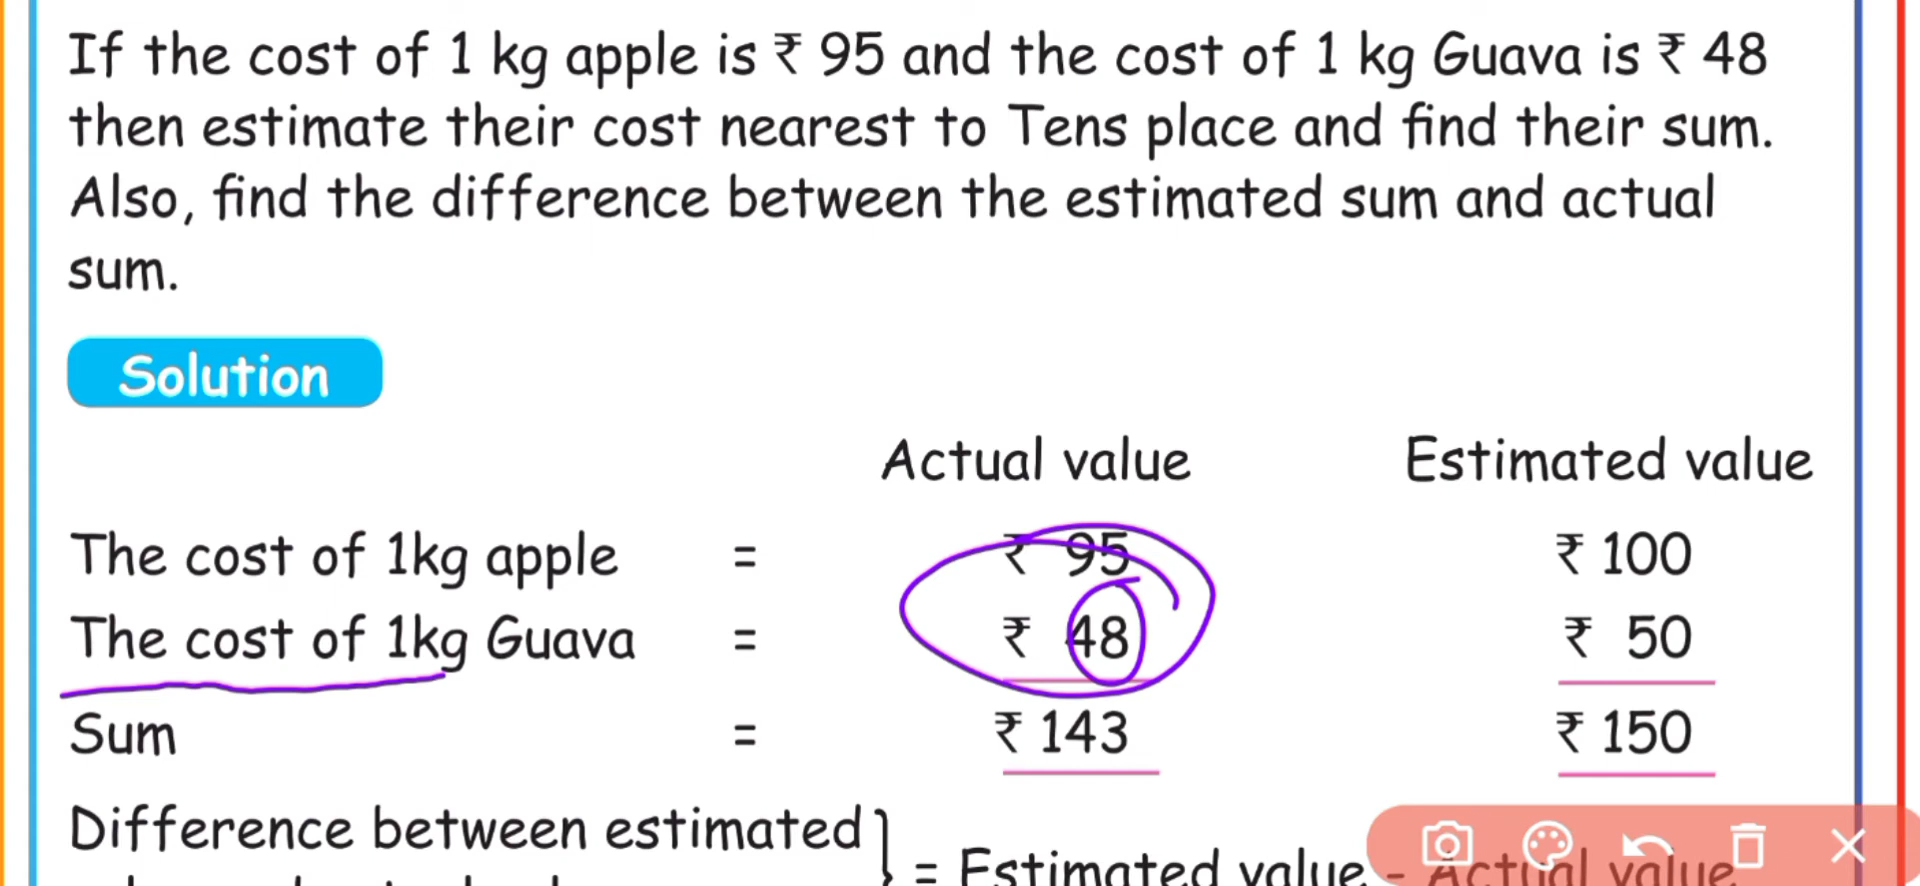 If the cost of 1 kg apple is ₹ 95 and the cost of 1 kg Guava is ₹ 48
then estimate their cost nearest to Tens place and find their sum.
Also, find the difference between the estimated sum and actual
sum.
Solution
Actual value Estimated value
The cost of 1kg apple = ₹ 95 ₹ 100
The cost of 1kg Guava = ₹ 48 ₹ 50
Sum = ₹ 143 ₹ 150
Difference between estimated }
= Estimated value - Actual value